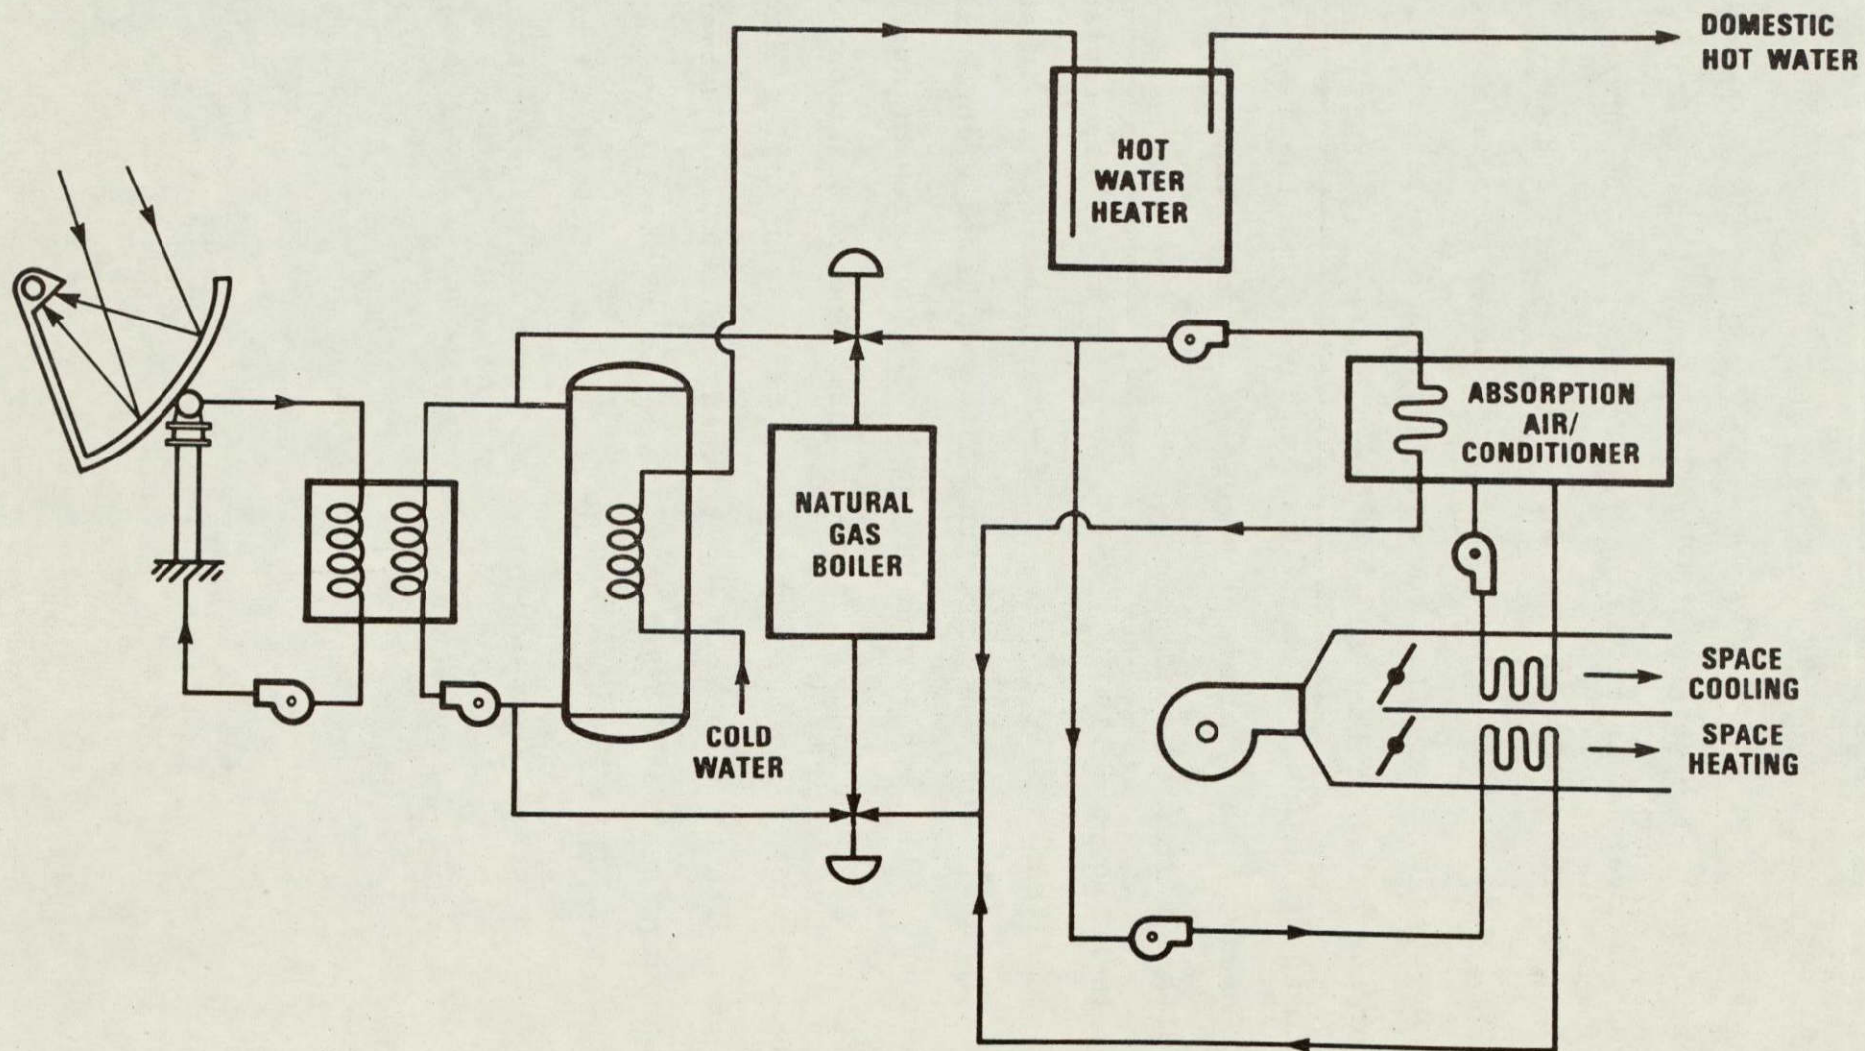 DOMESTIC
HOT WATER
HOT
WATER
HEATER
ABSORPTION
AIR/
CONDITIONER
NATURAL
GAS
BOILER
COLD
WATER
SPACE
COOLING
SPACE
HEATING